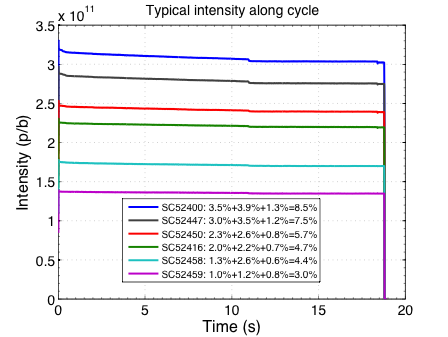 Typical intensity along cycle
x 10¹¹
3.5
3
2.5
2
1.5
1
0.5
0
Intensity (p/b)
SC52400: 3.5%+3.9%+1.3%=8.5%
SC52447: 3.0%+3.5%+1.2%=7.5%
SC52450: 2.3%+2.6%+0.8%=5.7%
SC52416: 2.0%+2.2%+0.7%=4.7%
SC52458: 1.3%+2.6%+0.6%=4.4%
SC52459: 1.0%+1.2%+0.8%=3.0%
0 5 10 15 20
Time (s)